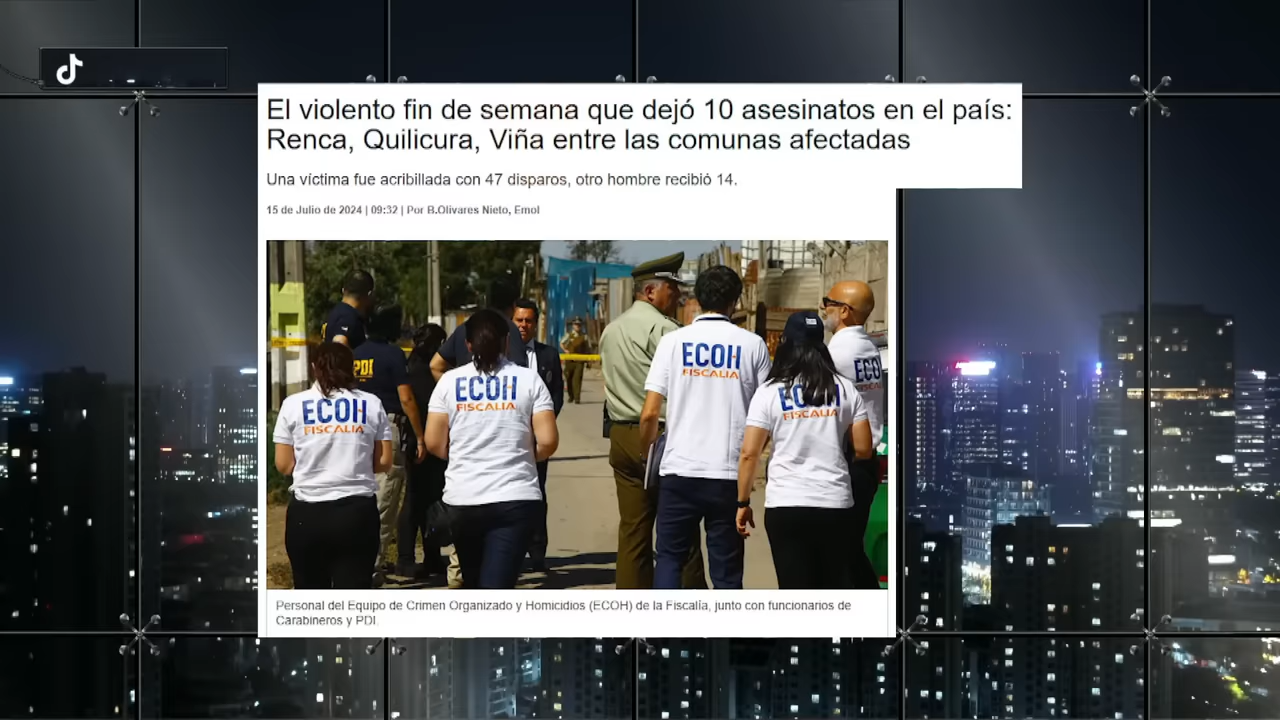 El violento fin de semana que dejó 10 asesinatos en el país:
Renca, Quilicura, Viña entre las comunas afectadas
Una víctima fue acribillada con 47 disparos, otro hombre recibió 14.
15 de Julio de 2024 | 09:32 | Por B.Olivares Nieto, Emol
PDI
ECOH
FISCALIA
ECOH
FISCALIA
ECOH
FISCALIA
ECOH
FISCALIA
ECOH
Personal del Equipo de Crimen Organizado y Homicidios (ECOH) de la Fiscalía, junto con funcionarios de
Carabineros y PDI.